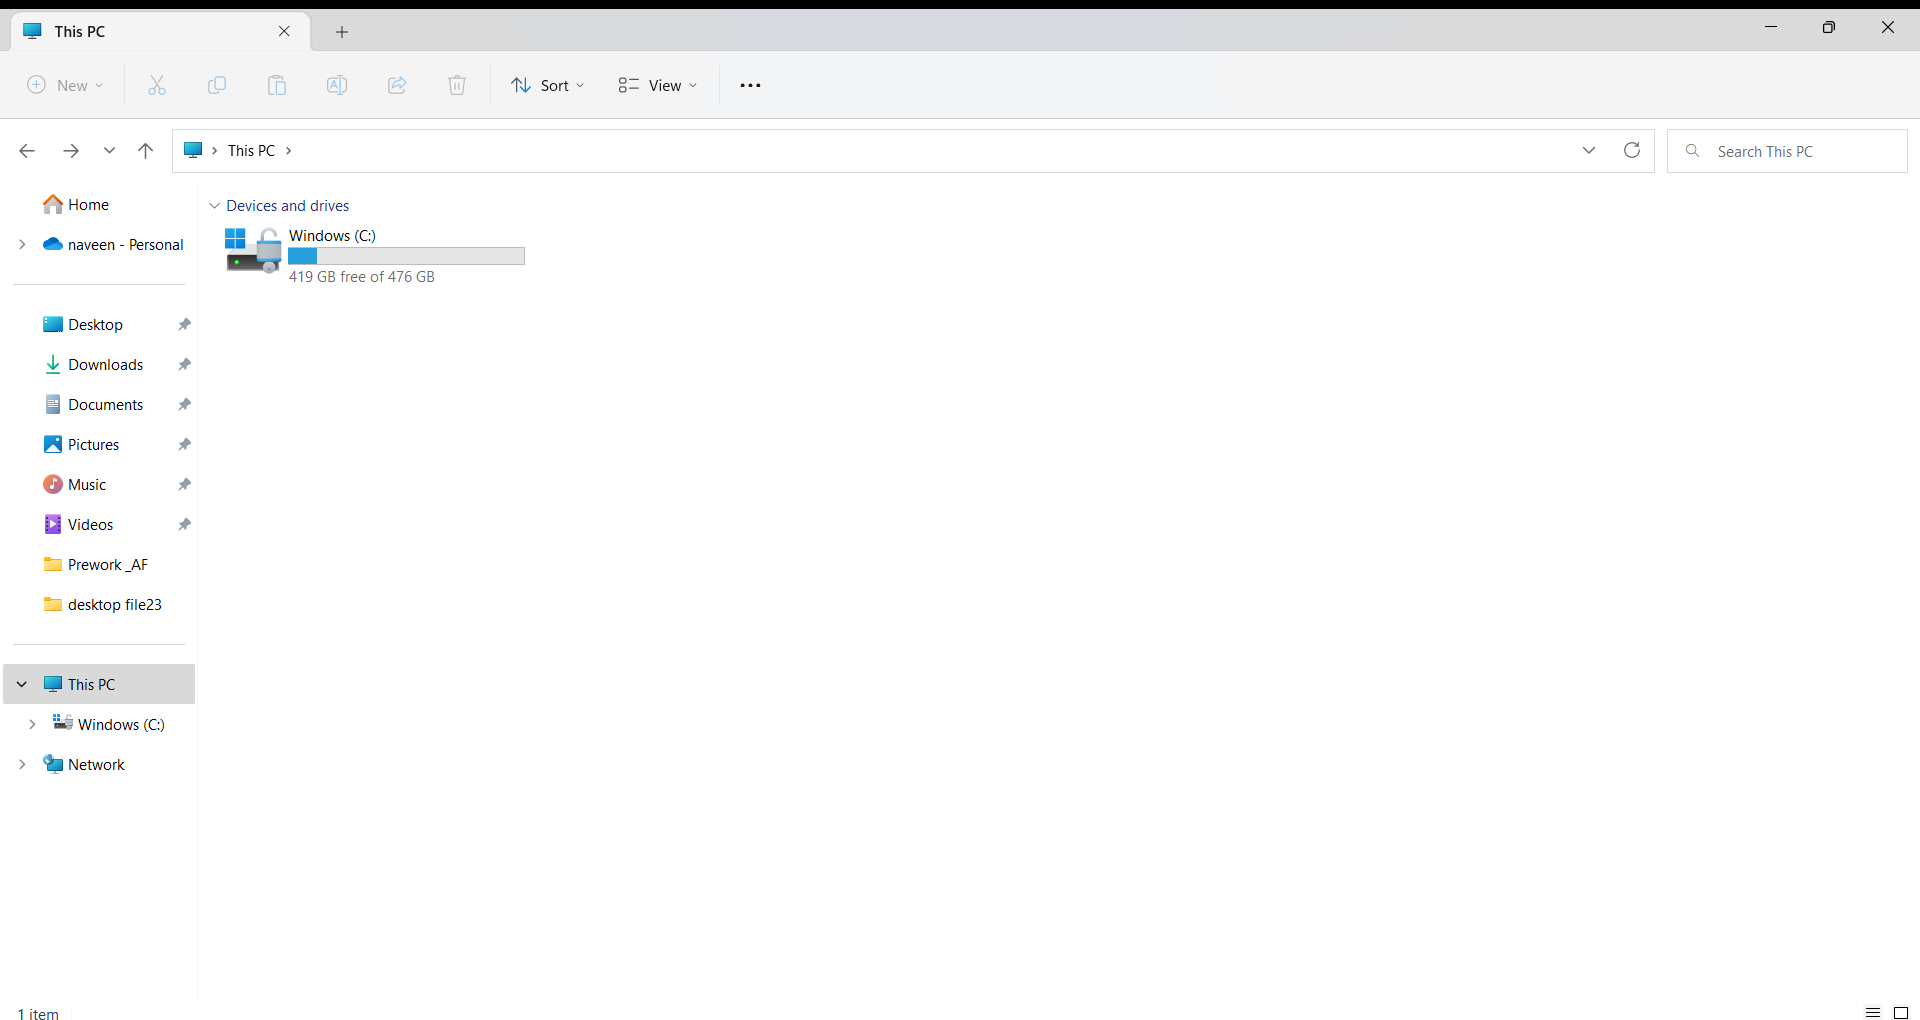 This PC
New
Sort
View
This PC
Search This PC
Home
naveen - Personal
Desktop
Downloads
Documents
Pictures
Music
Videos
Prework _AF
desktop file23
This PC
Windows (C:)
Network
Devices and drives
Windows (C:)
419 GB free of 476 GB
1 item